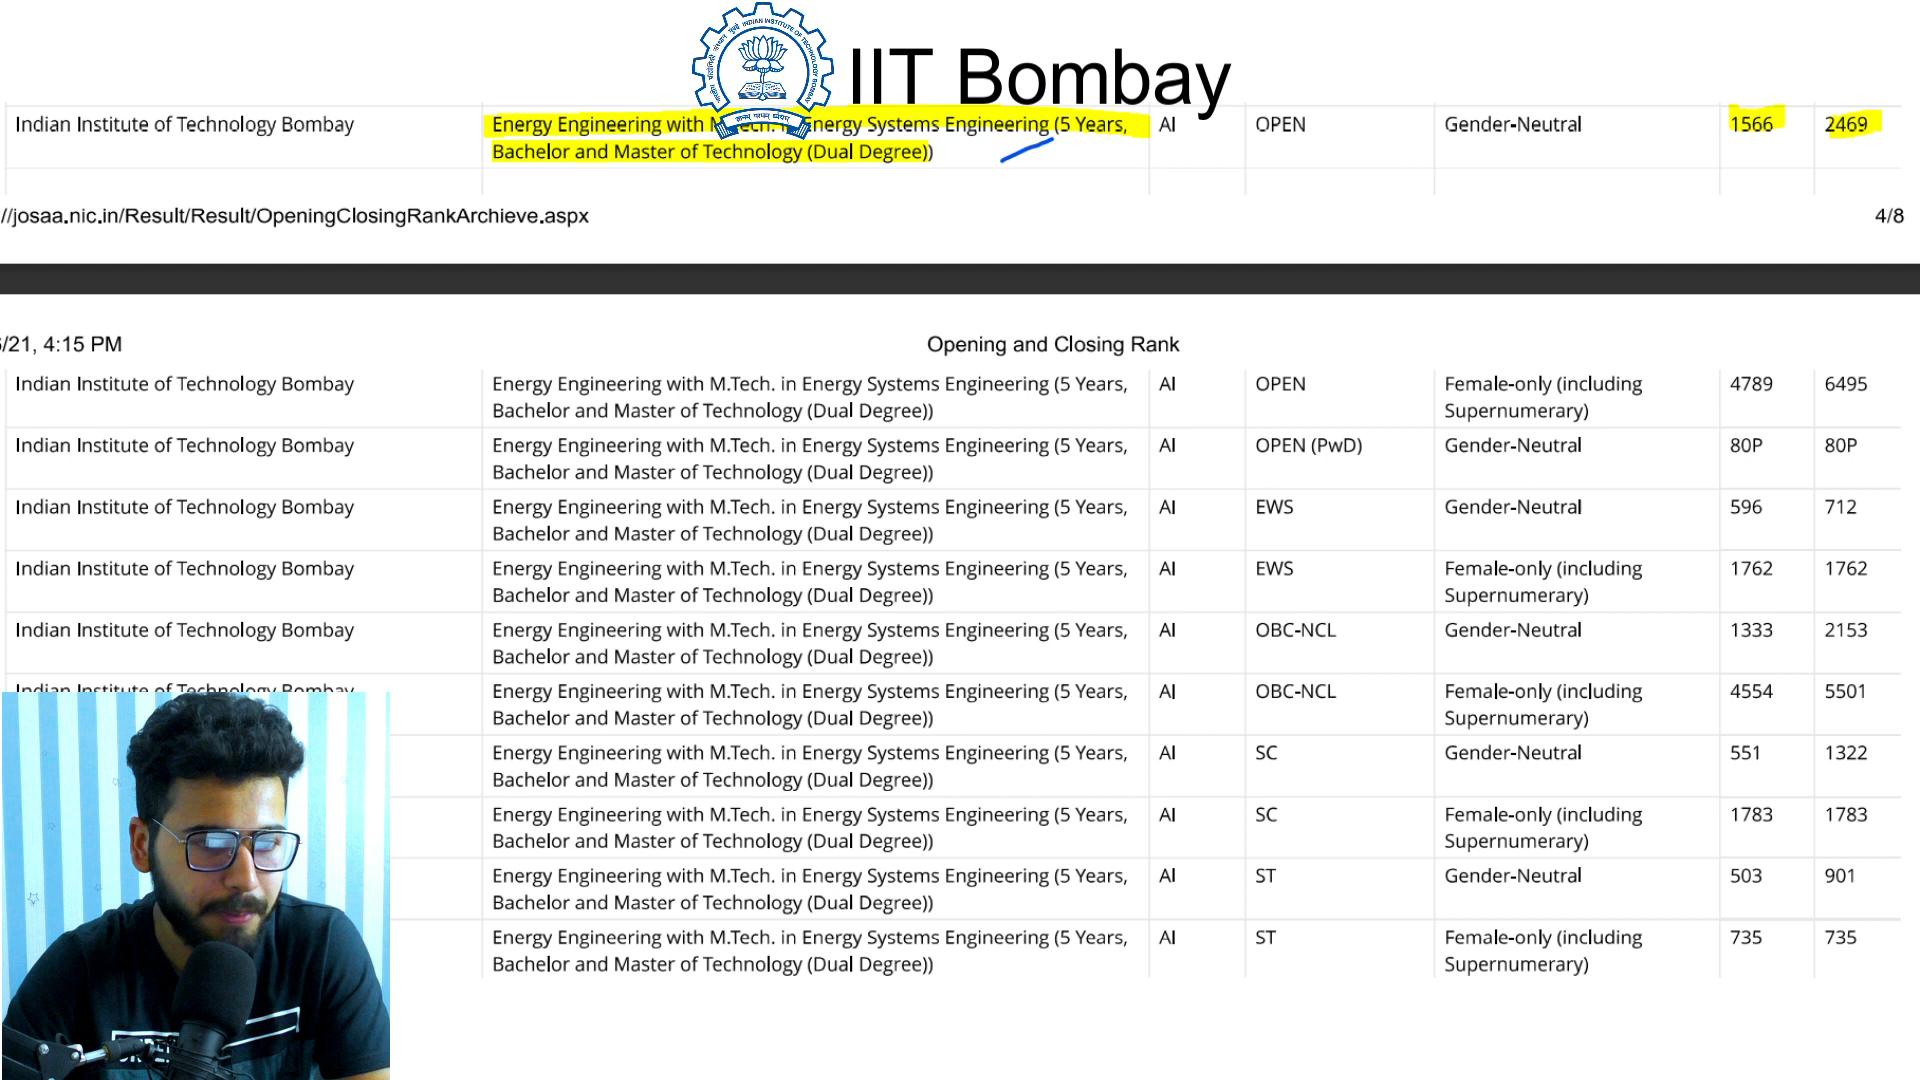 IIT Bombay
INDIAN INSTITUTE OF TECHNOLOGY BOMBAY
Indian Institute of Technology Bombay Energy Engineering with M.Tech. in Energy Systems Engineering (5 Years, AI OPEN Gender-Neutral 1566 2469
Bachelor and Master of Technology (Dual Degree))
//josaa.nic.in/Result/Result/OpeningClosingRankArchieve.aspx 4/8
/21, 4:15 PM Opening and Closing Rank
Indian Institute of Technology Bombay Energy Engineering with M.Tech. in Energy Systems Engineering (5 Years, AI OPEN Female-only (including 4789 6495
Bachelor and Master of Technology (Dual Degree)) Supernumerary)
Indian Institute of Technology Bombay Energy Engineering with M.Tech. in Energy Systems Engineering (5 Years, AI OPEN (PwD) Gender-Neutral 80P 80P
Bachelor and Master of Technology (Dual Degree))
Indian Institute of Technology Bombay Energy Engineering with M.Tech. in Energy Systems Engineering (5 Years, AI EWS Gender-Neutral 596 712
Bachelor and Master of Technology (Dual Degree))
Indian Institute of Technology Bombay Energy Engineering with M.Tech. in Energy Systems Engineering (5 Years, AI EWS Female-only (including 1762 1762
Bachelor and Master of Technology (Dual Degree)) Supernumerary)
Indian Institute of Technology Bombay Energy Engineering with M.Tech. in Energy Systems Engineering (5 Years, AI OBC-NCL Gender-Neutral 1333 2153
Bachelor and Master of Technology (Dual Degree))
Indian Institute of Technology Bombay Energy Engineering with M.Tech. in Energy Systems Engineering (5 Years, AI OBC-NCL Female-only (including 4554 5501
Bachelor and Master of Technology (Dual Degree)) Supernumerary)
Energy Engineering with M.Tech. in Energy Systems Engineering (5 Years, AI SC Gender-Neutral 551 1322
Bachelor and Master of Technology (Dual Degree))
Energy Engineering with M.Tech. in Energy Systems Engineering (5 Years, AI SC Female-only (including 1783 1783
Bachelor and Master of Technology (Dual Degree)) Supernumerary)
Energy Engineering with M.Tech. in Energy Systems Engineering (5 Years, AI ST Gender-Neutral 503 901
Bachelor and Master of Technology (Dual Degree))
Energy Engineering with M.Tech. in Energy Systems Engineering (5 Years, AI ST Female-only (including 735 735
Bachelor and Master of Technology (Dual Degree)) Supernumerary)